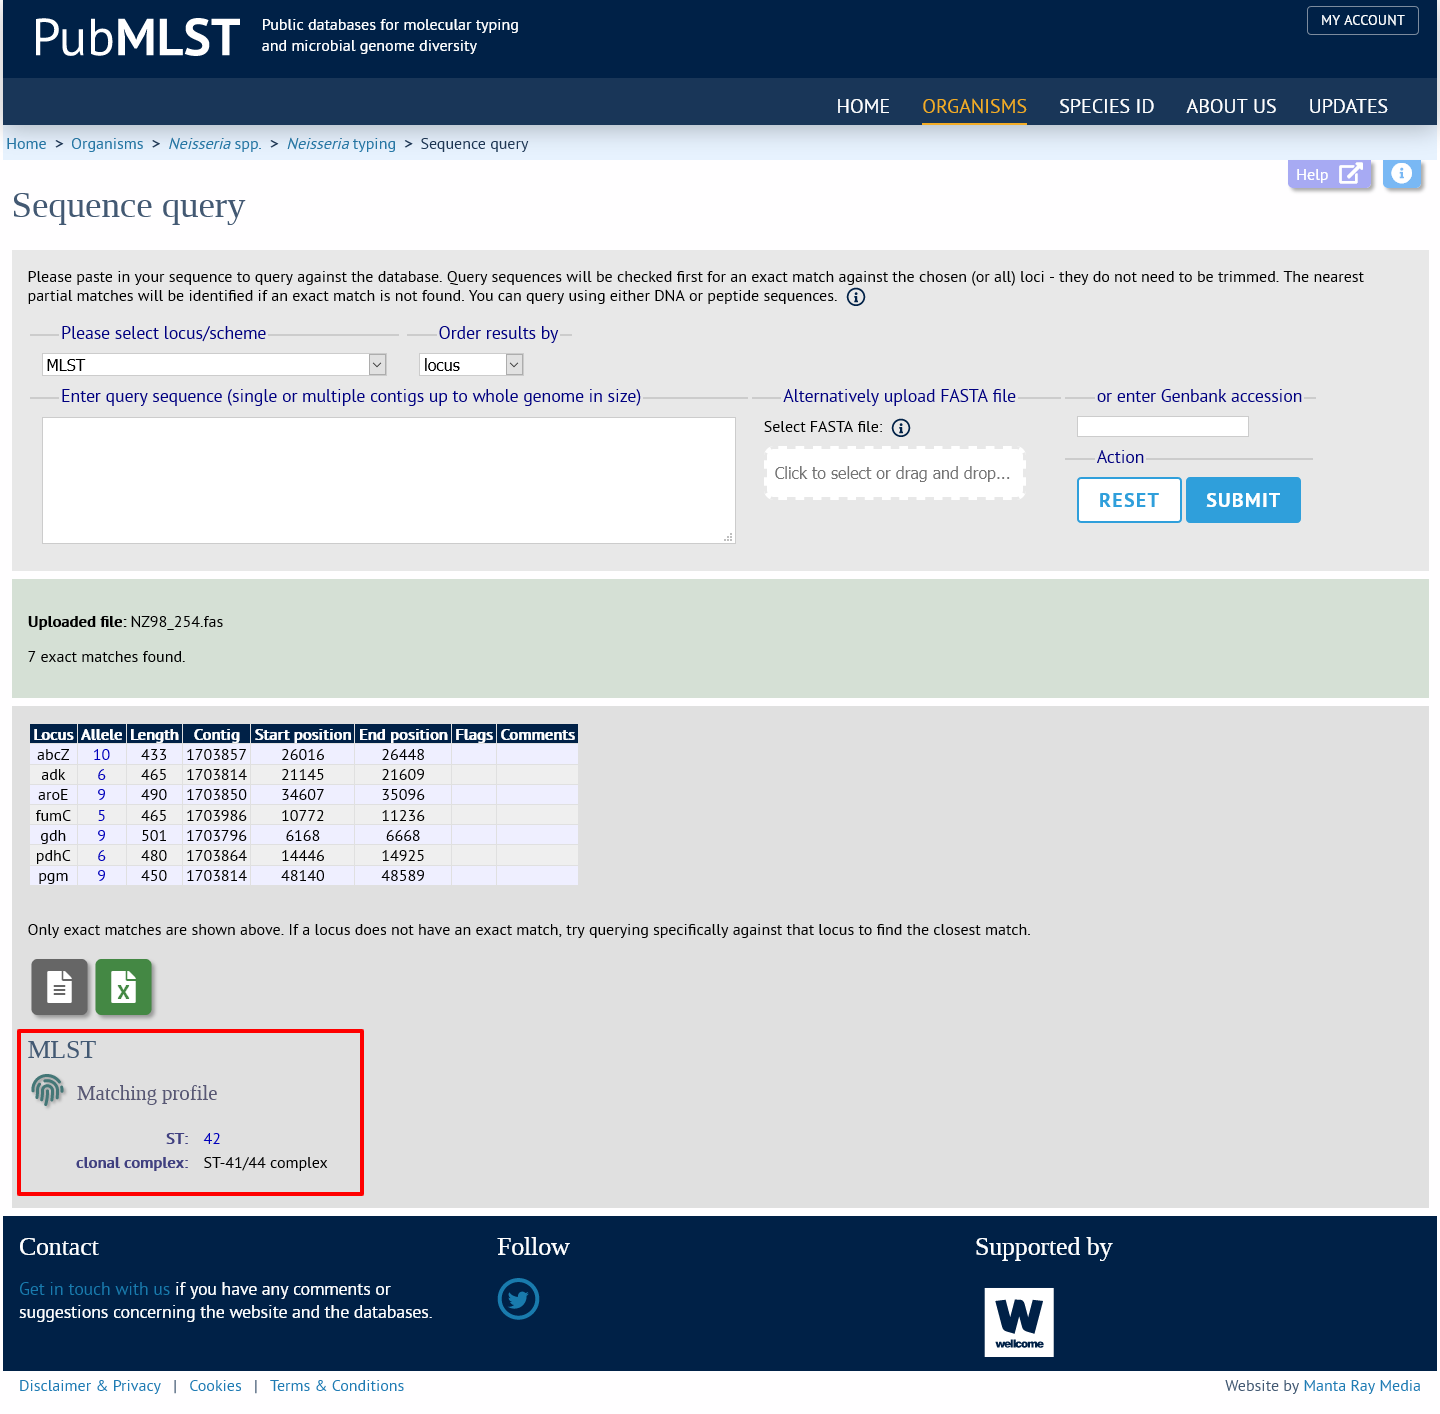 PubMLST
Public databases for molecular typing
and microbial genome diversity
MY ACCOUNT
HOME ORGANISMS SPECIES ID ABOUT US UPDATES
Home > Organisms > Neisseria spp. > Neisseria typing > Sequence query
Help
Sequence query
Please paste in your sequence to query against the database. Query sequences will be checked first for an exact match against the chosen (or all) loci - they do not need to be trimmed. The nearest
partial matches will be identified if an exact match is not found. You can query using either DNA or peptide sequences.
Please select locus/scheme Order results by
MLST locus
Enter query sequence (single or multiple contigs up to whole genome in size) Alternatively upload FASTA file or enter Genbank accession
Select FASTA file:
Action
Click to select or drag and drop...
RESET SUBMIT
Uploaded file: NZ98_254.fas
7 exact matches found.
Locus Allele Length Contig Start position End position Flags Comments
abcZ 10 433 1703857 26016 26448
adk 6 465 1703814 21145 21609
aroE 9 490 1703850 34607 35096
fumC 5 465 1703986 10772 11236
gdh 9 501 1703796 6168 6668
pdhC 6 480 1703864 14446 14925
pgm 9 450 1703814 48140 48589
Only exact matches are shown above. If a locus does not have an exact match, try querying specifically against that locus to find the closest match.
X
MLST
Matching profile
ST: 42
clonal complex: ST-41/44 complex
Contact Follow Supported by
Get in touch with us if you have any comments or
suggestions concerning the website and the databases.
W
wellcome
Disclaimer & Privacy | Cookies | Terms & Conditions Website by Manta Ray Media